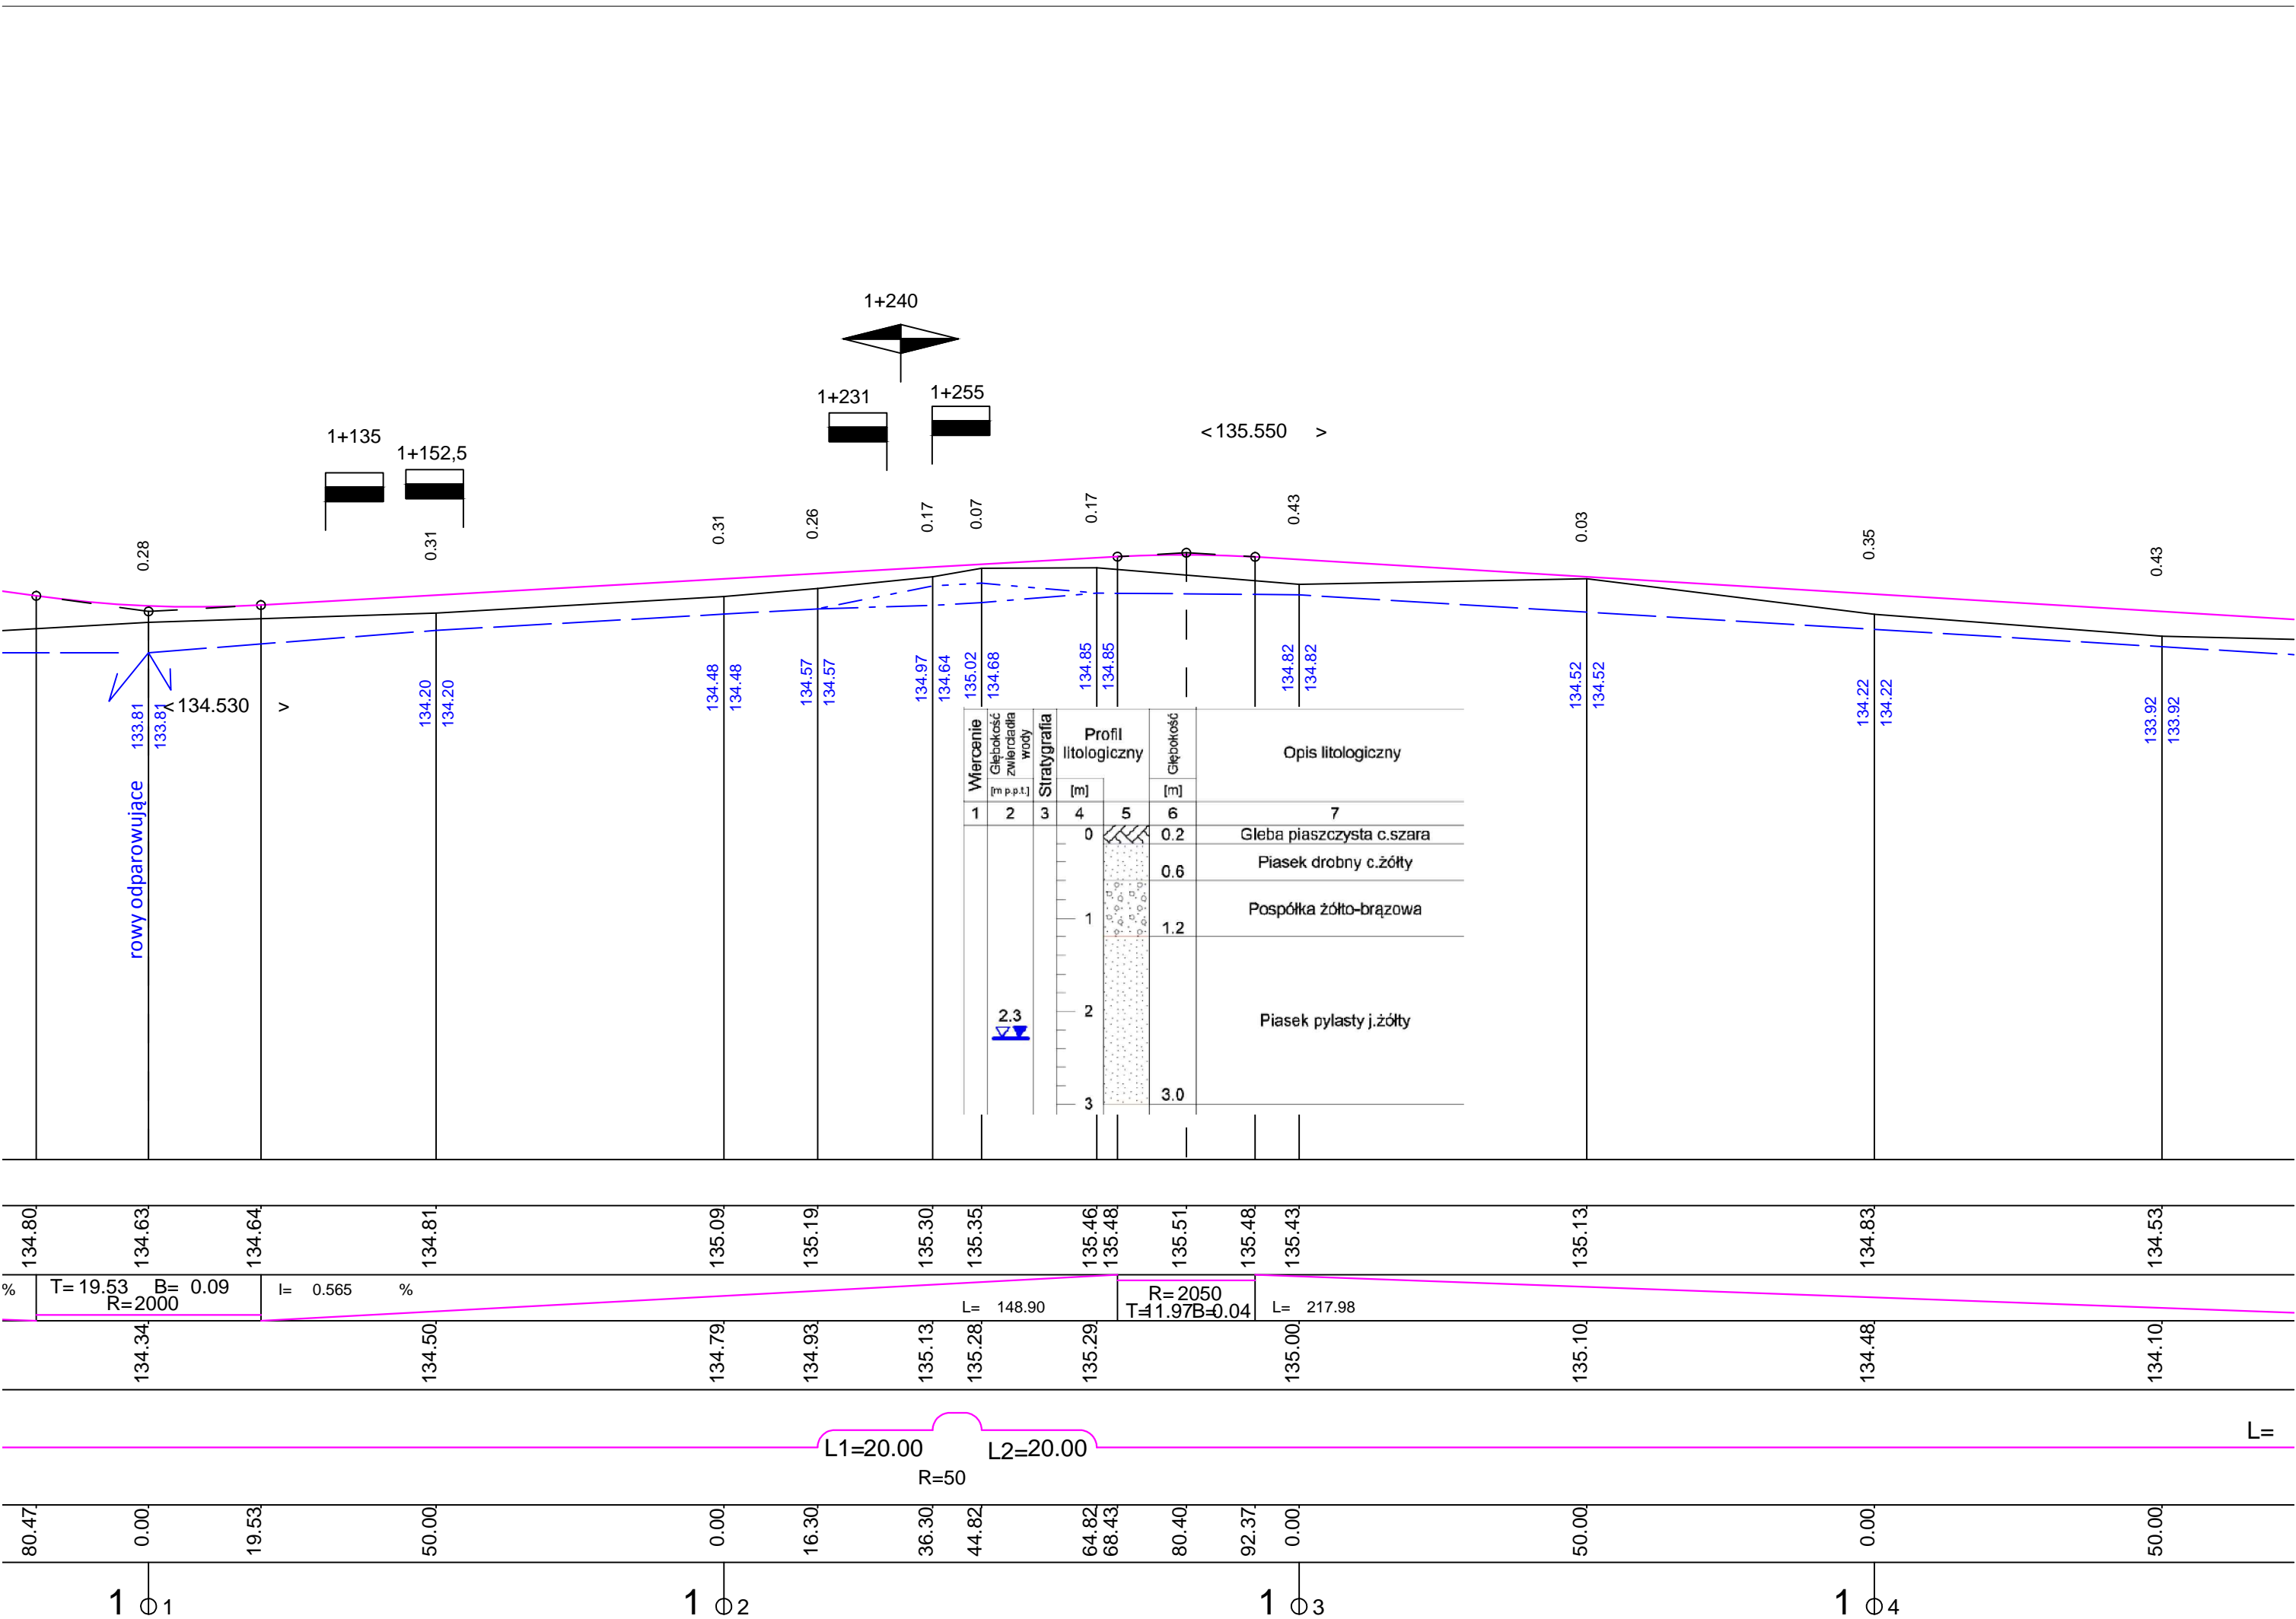 1+240
1+231
1+255
<135.550 >
1+135
1+152,5
0.28
0.31
0.31
0.26
0.17
0.07
0.17
0.43
0.03
0.35
0.43
133.81
133.81
134.20
134.20
134.48
134.48
134.57
134.57
134.97
134.64
135.02
134.68
134.85
134.85
134.82
134.82
134.52
134.52
134.22
134.22
133.92
133.92
<134.530 >
rowy odparowujące
Wiercenie
Głębokość zwierciadła wody
[m p.p.t.]
Stratygrafia
Profil litologiczny
[m]
Głębokość
[m]
Opis litologiczny
1 2 3 4 5 6 7
0 0.2 Gleba piaszczysta c.szara
Piasek drobny c.żółty
0.6
1 Pospółka żółto-brązowa
1.2
2
2.3
Piasek pylasty j.żółty
3.0
3
134.80 134.63 134.64 134.81 135.09 135.19 135.30 135.35 135.46 135.48 135.51 135.48 135.43 135.13 134.83 134.53
% T= 19.53 B= 0.09
R=2000
I= 0.565 %
L= 148.90
R=2050
T=11.97 B=0.04
L= 217.98
134.34 134.50 134.79 134.93 135.13 135.28 135.29 135.00 135.10 134.48 134.10
L1=20.00 L2=20.00
R=50
L=
80.47 0.00 19.53 50.00 0.00 16.30 36.30 44.82 64.82 68.43 80.40 92.37 0.00 50.00 0.00 50.00
1 1
1 2
1 3
1 4